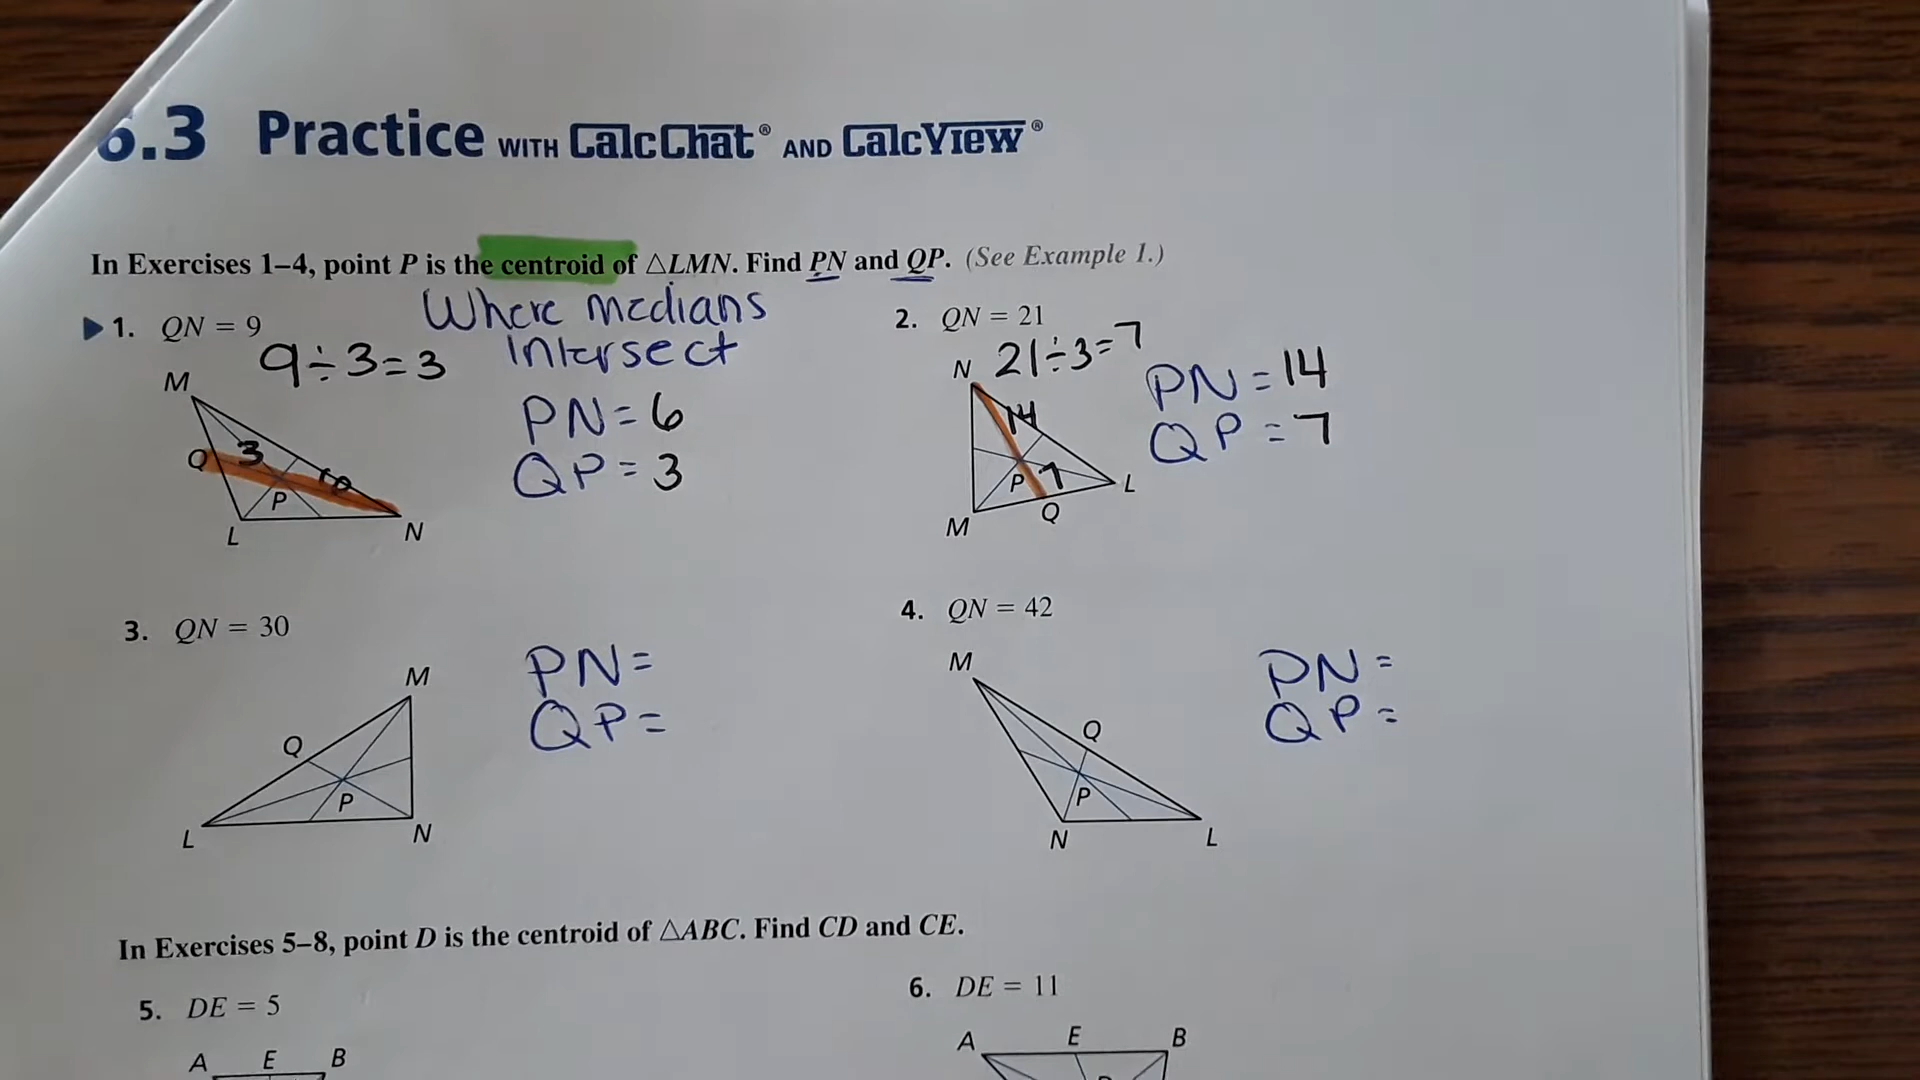 6.3 Practice WITH CalcChat® AND CalcView®
In Exercises 1–4, point P is the centroid of △LMN. Find PN and QP. (See Example 1.)
Where medians
intersect
1. QN = 9
9÷3=3
M
Q
3
6
P
L
N
PN=6
QP=3
2. QN = 21
21÷3=7
N
14
P
7
L
M
Q
PN=14
QP=7
3. QN = 30
M
Q
P
L
N
PN=
QP=
4. QN = 42
M
Q
P
N
L
PN=
QP=
In Exercises 5–8, point D is the centroid of △ABC. Find CD and CE.
5. DE = 5
A E B
6. DE = 11
A E B